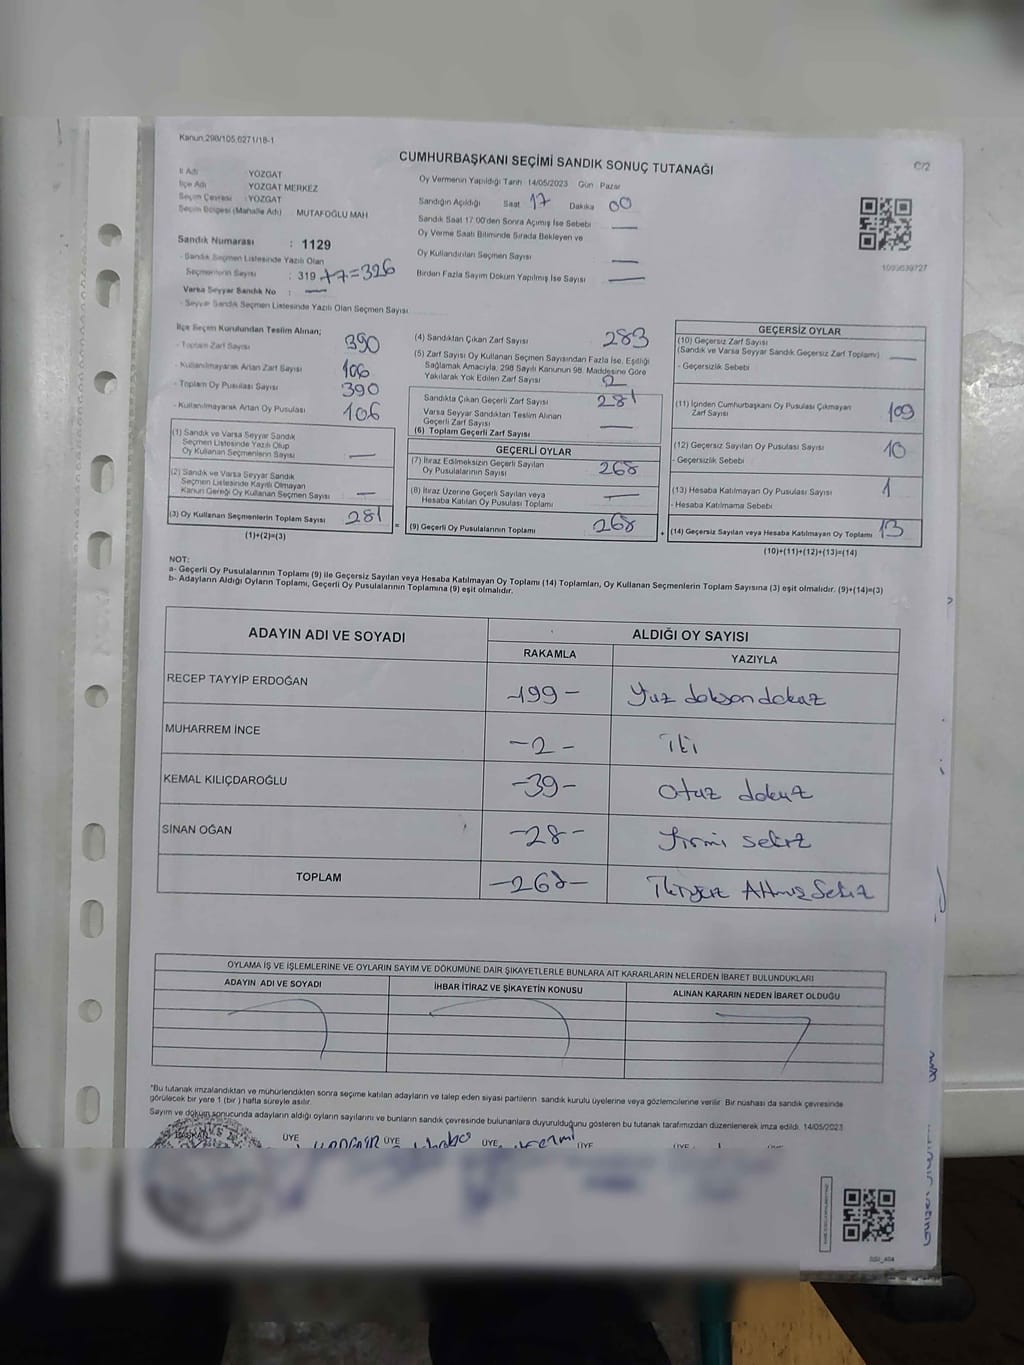 Kanun 298/105 6271/18-1
CUMHURBAŞKANI SEÇİMİ SANDIK SONUÇ TUTANAĞI
C/2
İl Adı YOZGAT
İlçe Adı YOZGAT MERKEZ
Seçim Çevresi : YOZGAT
Seçim Bölgesi (Mahalle Adı) MUTAFOĞLU MAH
Sandık Numarası : 1129
- Sandık Seçmen Listesinde Yazılı Olan
Seçmenlerin Sayısı : 319 +7=326
Varsa Seyyar Sandık No : —
- Seyyar Sandık Seçmen Listesinde Yazılı Olan Seçmen Sayısı
Oy Vermenin Yapıldığı Tarih 14/05/2023 Gün Pazar
Sandığın Açıldığı Saat 17 Dakika 00
Sandık Saat 17 00'den Sonra Açımış İse Sebebi —
Oy Verme Saati Bitiminde Sırada Bekleyen ve
Oy Kullandırılan Seçmen Sayısı —
Birden Fazla Sayım Döküm Yapılmış İse Sayısı —
İlçe Seçim Kurulundan Teslim Alınan;
- Toplam Zarf Sayısı 390
- Kullanılmayarak Artan Zarf Sayısı 106
- Toplam Oy Pusulası Sayısı 390
- Kullanılmayarak Artan Oy Pusulası 106
(1) Sandık ve Varsa Seyyar Sandık
Seçmen Listesinde Yazılı Olup
Oy Kullanan Seçmenlerin Sayısı —
(2) Sandık ve Varsa Seyyar Sandık
Seçmen Listesinde Kayıtlı Olmayan
Kanun Gereği Oy Kullanan Seçmen Sayısı —
(3) Oy Kullanan Seçmenlerin Toplam Sayısı 281
(1)+(2)=(3)
=
(4) Sandıktan Çıkan Zarf Sayısı 283
(5) Zarf Sayısı Oy Kullanan Seçmen Sayısından Fazla İse, Eşitliği
Sağlamak Amacıyla, 298 Sayılı Kanunun 98. Maddesine Göre
Yakılarak Yok Edilen Zarf Sayısı 2
Sandıkta Çıkan Geçerli Zarf Sayısı 281
Varsa Seyyar Sandıktan Teslim Alınan
Geçerli Zarf Sayısı —
(6) Toplam Geçerli Zarf Sayısı
GEÇERLİ OYLAR
(7) İtiraz Edilmeksizin Geçerli Sayılan
Oy Pusulalarının Sayısı 268
(8) İtiraz Üzerine Geçerli Sayılan veya
Hesaba Katılan Oy Pusulası Toplamı —
(9) Geçerli Oy Pusulalarının Toplamı 268
+
GEÇERSİZ OYLAR
(10) Geçersiz Zarf Sayısı
(Sandık ve Varsa Seyyar Sandık Geçersiz Zarf Toplamı) —
- Geçersizlik Sebebi
(11) İçinden Cumhurbaşkanı Oy Pusulası Çıkmayan
Zarf Sayısı
(12) Geçersiz Sayılan Oy Pusulası Sayısı 10
- Geçersizlik Sebebi
(13) Hesaba Katılmayan Oy Pusulası Sayısı 1
- Hesaba Katılmama Sebebi
(14) Geçersiz Sayılan veya Hesaba Katılmayan Oy Toplamı 13
(10)+(11)+(12)+(13)=(14)
NOT:
a- Geçerli Oy Pusulalarının Toplamı (9) ile Geçersiz Sayılan veya Hesaba Katılmayan Oy Toplamı (14) Toplamları, Oy Kullanan Seçmenlerin Toplam Sayısına (3) eşit olmalıdır. (9)+(14)=(3)
b- Adayların Aldığı Oyların Toplamı, Geçerli Oy Pusulalarının Toplamına (9) eşit olmalıdır.
ADAYIN ADI VE SOYADI ALDIĞI OY SAYISI
RAKAMLA YAZIYLA
RECEP TAYYİP ERDOĞAN -199- Yüz doksan dokuz
MUHARREM İNCE -2- İki
KEMAL KILIÇDAROĞLU -39- Otuz dokuz
SİNAN OĞAN -28- Yirmi sekiz
TOPLAM -268- İkiyüz Altmış Sekiz
OYLAMA İŞ VE İŞLEMLERİNE VE OYLARIN SAYIM VE DÖKÜMÜNE DAİR ŞİKAYETLERLE BUNLARA AİT KARARLARIN NELERDEN İBARET BULUNDUKLARI
ADAYIN ADI VE SOYADI İHBAR İTİRAZ VE ŞİKAYETİN KONUSU ALINAN KARARIN NEDEN İBARET OLDUĞU
*Bu tutanak imzalandıktan ve mühürlendikten sonra seçime katılan adayların ve talep eden siyasi partilerin sandık kurulu üyelerine veya gözlemcilerine verilir. Bir nüshası da sandık çevresinde
görülecek bir yere 1 (bir ) hafta süreyle asılır.
Sayım ve döküm sonucunda adayların aldığı oyların sayılarını ve bunların sandık çevresinde bulunanlara duyurulduğunu gösteren bu tutanak tarafımızdan düzenlenerek imza edildi. 14/05/2023
ÜYE ÜYE ÜYE ÜYE